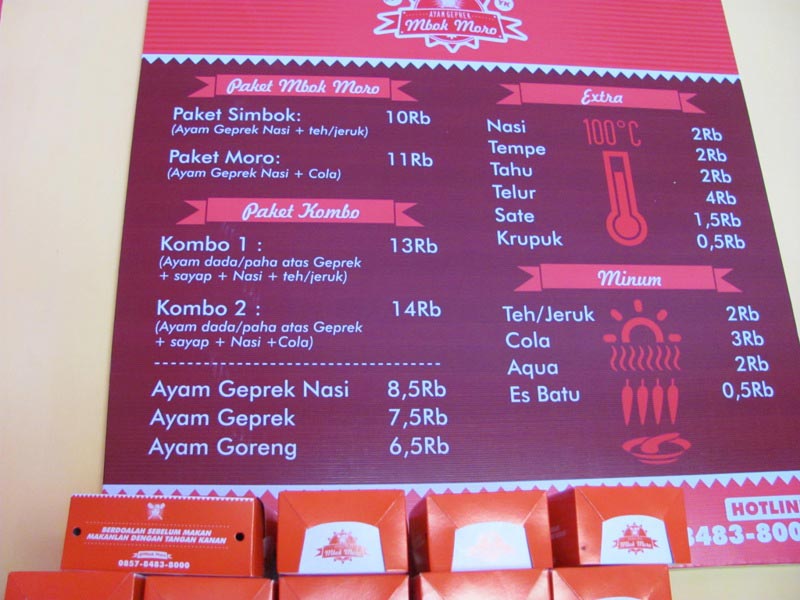 AYAM GEPREK
Mbok Moro
Paket Mbok Moro
Paket Simbok: 10Rb
(Ayam Geprek Nasi + teh/jeruk)
Paket Moro: 11Rb
(Ayam Geprek Nasi + Cola)
Paket Kombo
Kombo 1 : 13Rb
(Ayam dada/paha atas Geprek
+ sayap + Nasi + teh/jeruk)
Kombo 2 : 14Rb
(Ayam dada/paha atas Geprek
+ sayap + Nasi +Cola)
Ayam Geprek Nasi 8,5Rb
Ayam Geprek 7,5Rb
Ayam Goreng 6,5Rb
Extra
100°C
Nasi 2Rb
Tempe 2Rb
Tahu 2Rb
Telur 4Rb
Sate 1,5Rb
Krupuk 0,5Rb
Minum
Teh/Jeruk 2Rb
Cola 3Rb
Aqua 2Rb
Es Batu 0,5Rb
HOTLIN
8483-800
BERDOALAH SEBELUM MAKAN
MAKANLAH DENGAN TANGAN KANAN
Mbok Moro
0857-8483-8000
Mbok Moro
Mbok Moro
Mbok Moro